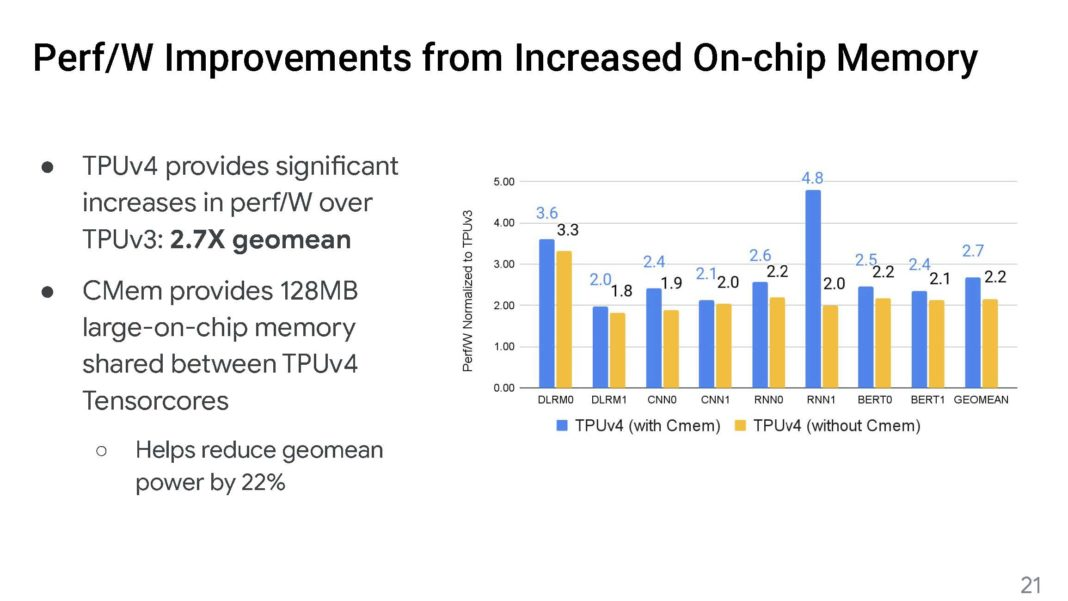 Perf/W Improvements from Increased On-chip Memory
● TPUv4 provides significant
increases in perf/W over
TPUv3: 2.7X geomean
● CMem provides 128MB
large-on-chip memory
shared between TPUv4
Tensorcores
○ Helps reduce geomean
power by 22%
Perf/W Normalized to TPUv3
5.00
4.00
3.00
2.00
1.00
0.00
3.6
3.3
2.0
1.8
2.4
1.9
2.1
2.0
2.6
2.2
4.8
2.0
2.5
2.2
2.4
2.1
2.7
2.2
DLRM0 DLRM1 CNN0 CNN1 RNN0 RNN1 BERT0 BERT1 GEOMEAN
TPUv4 (with Cmem) TPUv4 (without Cmem)
21